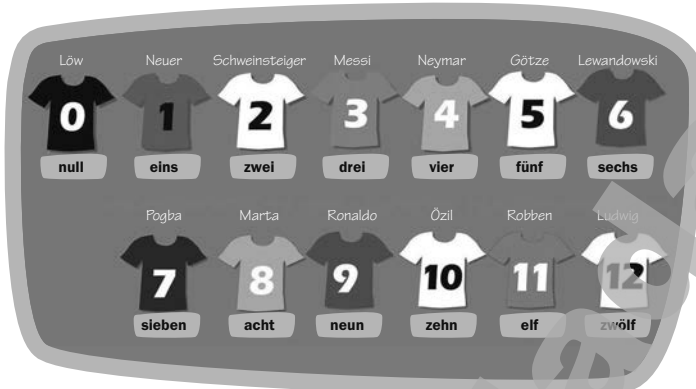 Löw Neuer Schweinsteiger Messi Neymar Götze Lewandowski
0 1 2 3 4 5 6
null eins zwei drei vier fünf sechs
Pogba Marta Ronaldo Özil Robben Ludwig
7 8 9 10 11 12
sieben acht neun zehn elf zwölf